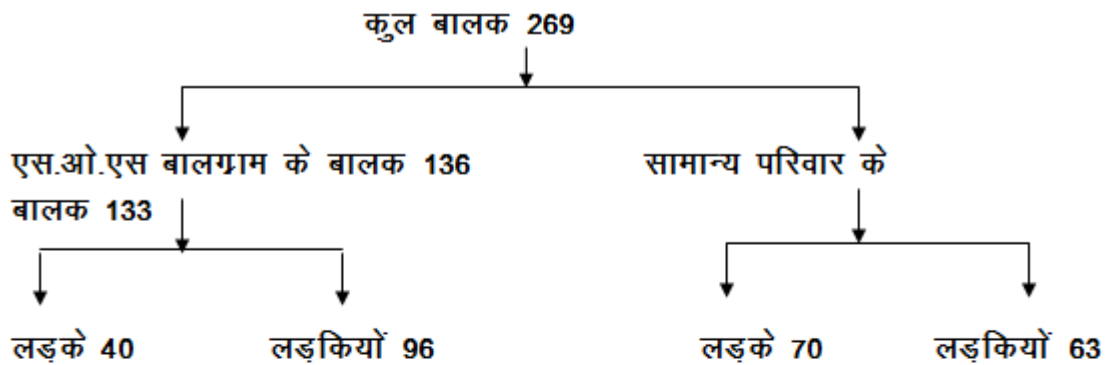 कुल बालक 269
एस.ओ.एस बालग्राम के बालक 136 सामान्य परिवार के
बालक 133
लड़के 40 लड़कियों 96 लड़के 70 लड़कियों 63